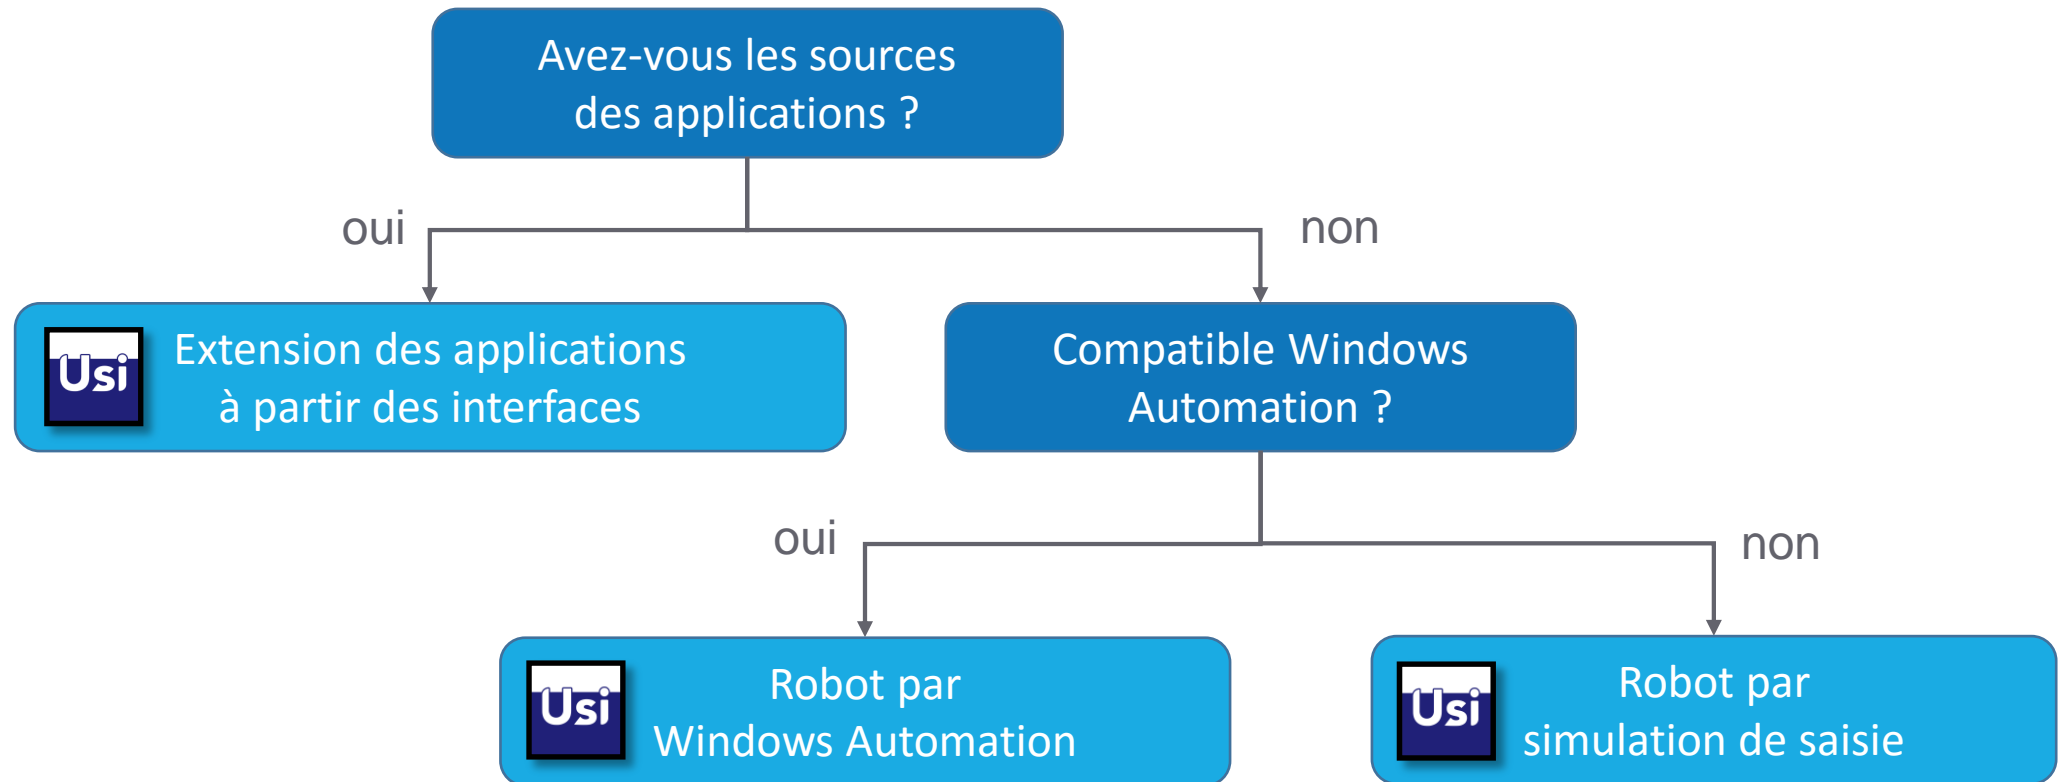 Avez-vous les sources
des applications ?
oui
non
Usi
Extension des applications
à partir des interfaces
Compatible Windows
Automation ?
oui
non
Usi
Robot par
Windows Automation
Usi
Robot par
simulation de saisie